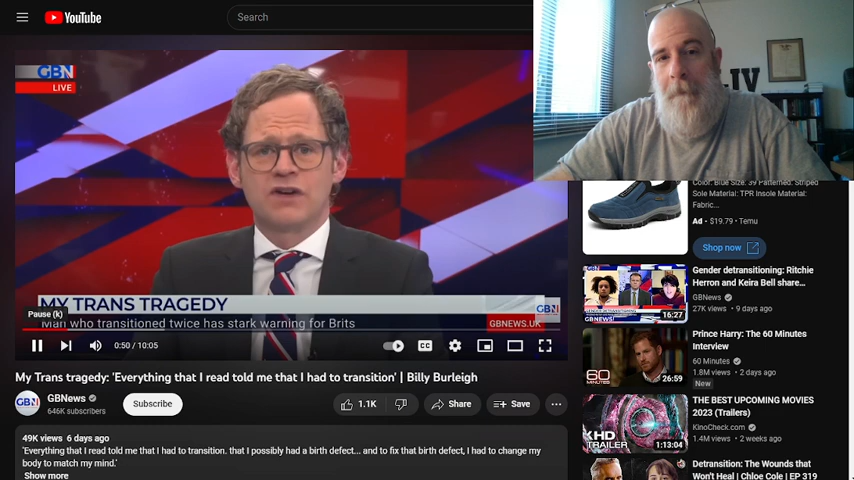 YouTube
Search
GBN
LIVE
LIV
MY TRANS TRAGEDY
GBN
Pause (k)
Man who transitioned twice has stark warning for Brits
GBNEWS.UK
0:50 / 10:05
CC
My Trans tragedy: 'Everything that I read told me that I had to transition' | Billy Burleigh
GBN
GBNews
646K subscribers
Subscribe
1.1K
Share
Save
49K views 6 days ago
'Everything that I read told me that I had to transition. that I possibly had a birth defect... and to fix that birth defect, I had to change my
body to match my mind.'
Show more
Color: Blue Size: 39 Patterned: Striped
Sole Material: TPR Insole Material:
Fabric...
Ad • $19.79 • Temu
Shop now
GBNEWS
16:27
Gender detransitioning: Ritchie
Herron and Keira Bell share...
GBNews
27K views • 9 days ago
60
MINUTES
26:59
Prince Harry: The 60 Minutes
Interview
60 Minutes
1.8M views • 2 days ago
New
KHD
TRAILER
1:13:04
THE BEST UPCOMING MOVIES
2023 (Trailers)
KinoCheck.com
1.4M views • 2 weeks ago
Detransition: The Wounds that
Won't Heal | Chloe Cole | EP 319